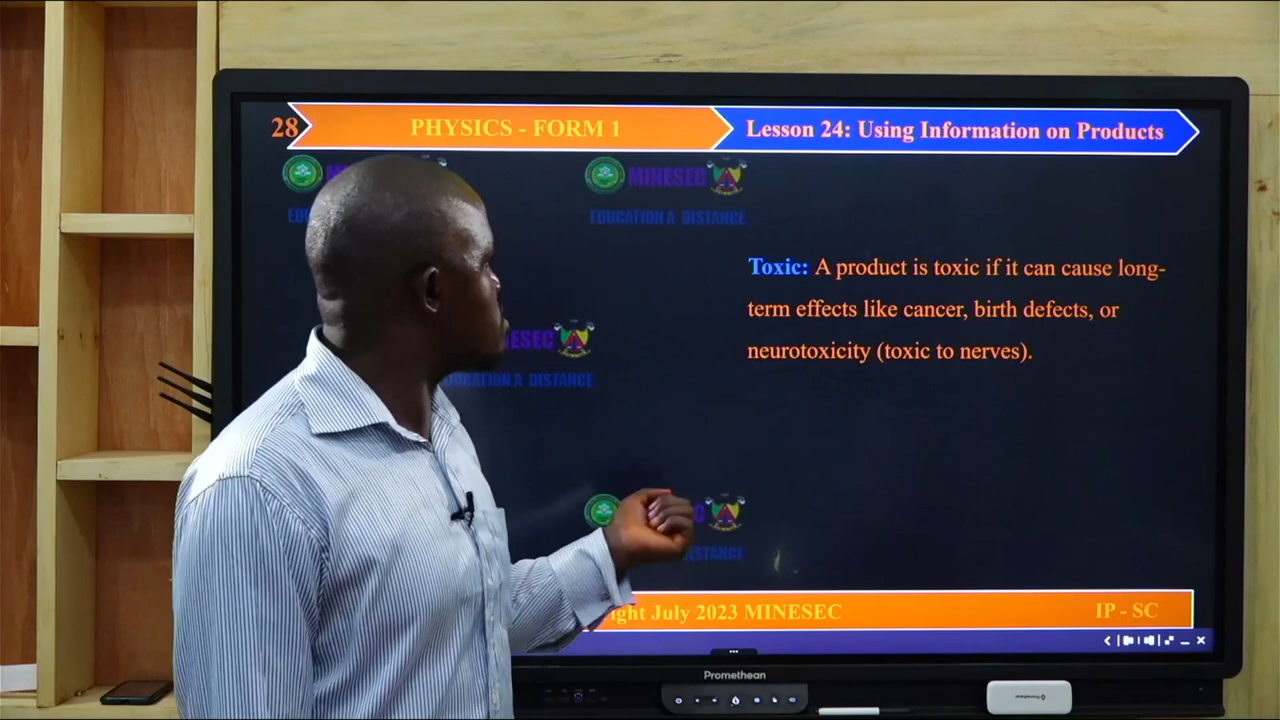 28
PHYSICS - FORM 1
Lesson 24: Using Information on Products
MINESEC
EDUCATION A DISTANCE
Toxic: A product is toxic if it can cause long-
term effects like cancer, birth defects, or
neurotoxicity (toxic to nerves).
July 2023 MINESEC
IP - SC
Promethean